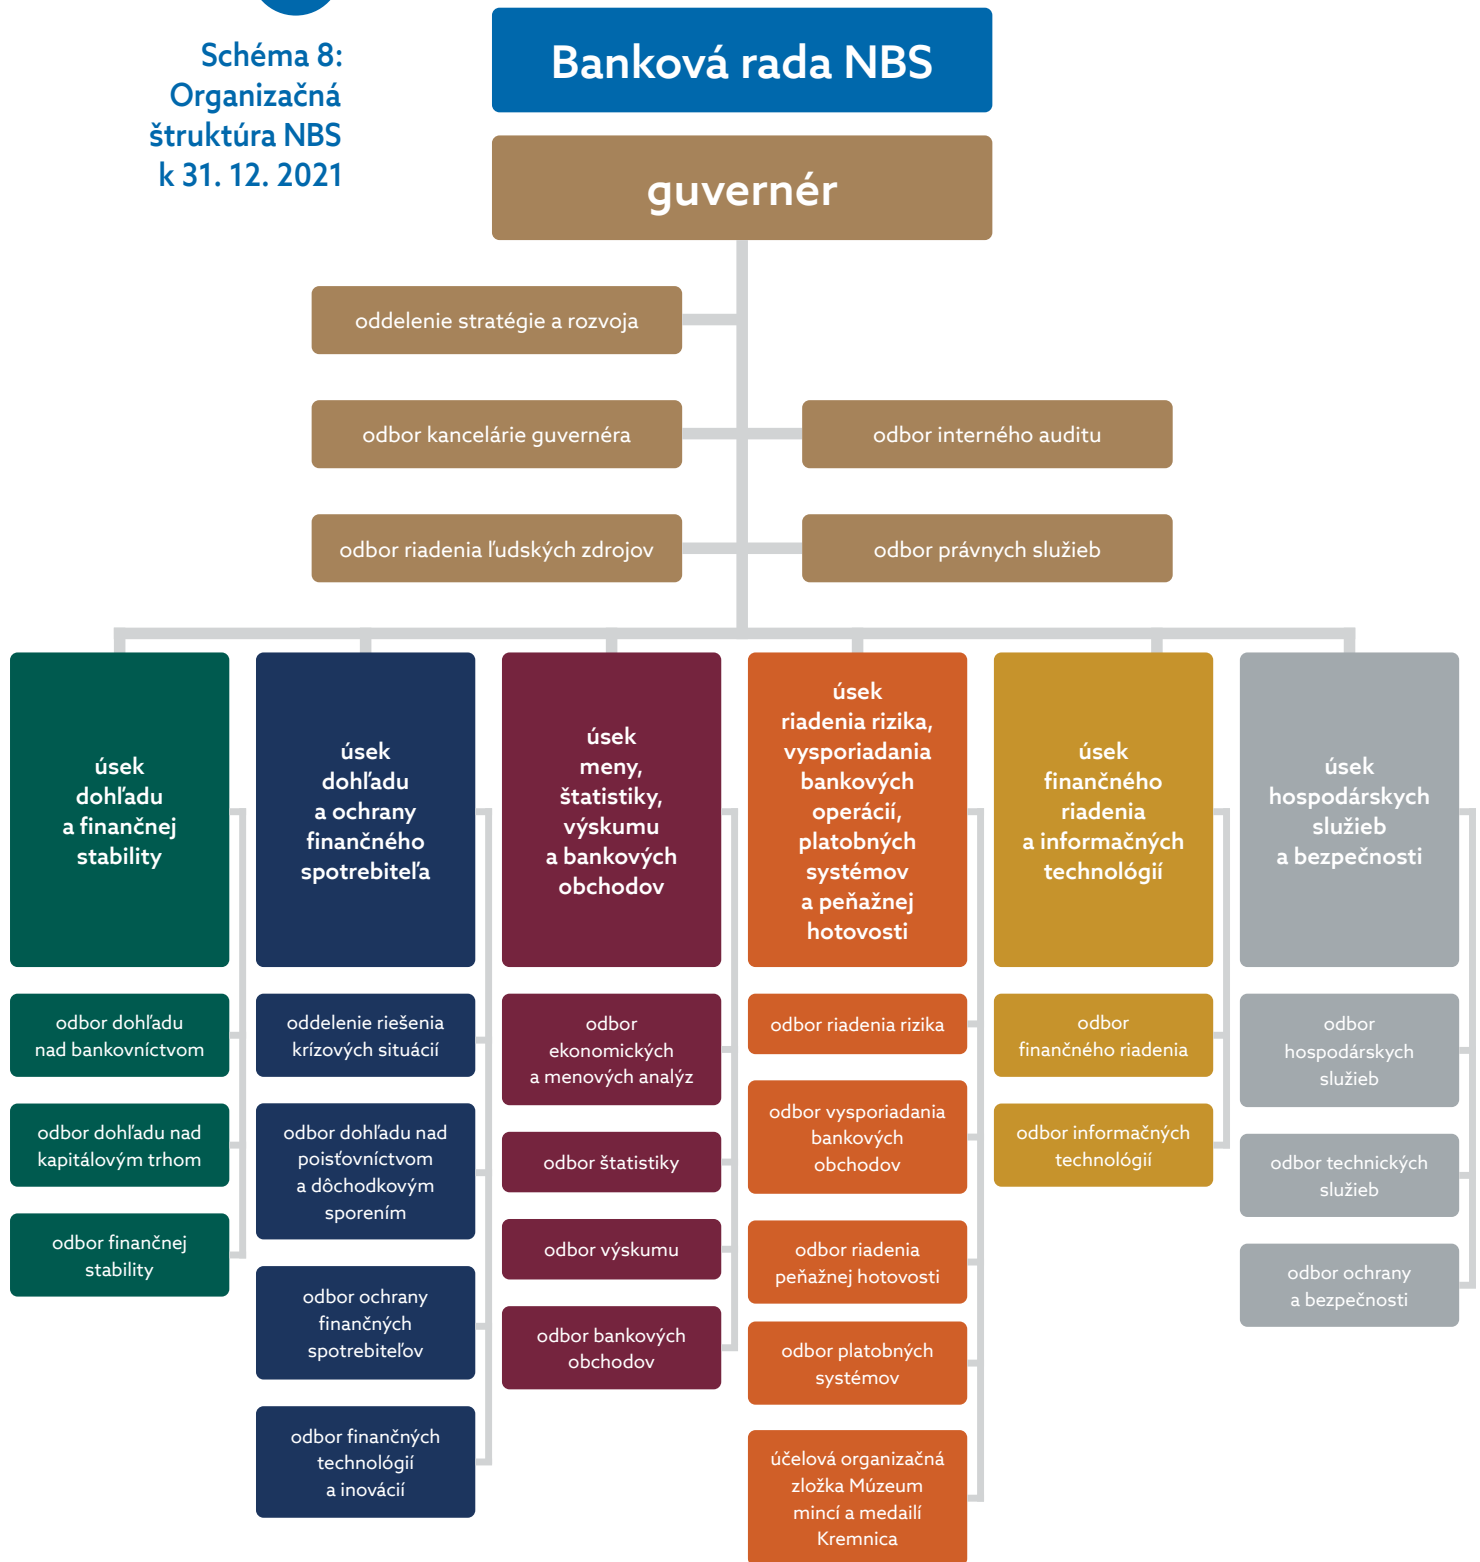 Schéma 8:
Organizačná
štruktúra NBS
k 31. 12. 2021
Banková rada NBS
guvernér
oddelenie stratégie a rozvoja
odbor kancelárie guvernéra
odbor interného auditu
odbor riadenia ľudských zdrojov
odbor právnych služieb
úsek
dohľadu
a finančnej
stability
odbor dohľadu
nad bankovníctvom
odbor dohľadu nad
kapitálovým trhom
odbor finančnej
stability
úsek
dohľadu
a ochrany
finančného
spotrebiteľa
oddelenie riešenia
krízových situácií
odbor dohľadu nad
poisťovníctvom
a dôchodkovým
sporením
odbor ochrany
finančných
spotrebiteľov
odbor finančných
technológií
a inovácií
úsek
meny,
štatistiky,
výskumu
a bankových
obchodov
odbor
ekonomických
a menových analýz
odbor štatistiky
odbor výskumu
odbor bankových
obchodov
úsek
riadenia rizika,
vysporiadania
bankových
operácií,
platobných
systémov
a peňažnej
hotovosti
odbor riadenia rizika
odbor vysporiadania
bankových
obchodov
odbor riadenia
peňažnej hotovosti
odbor platobných
systémov
účelová organizačná
zložka Múzeum
mincí a medailí
Kremnica
úsek
finančného
riadenia
a informačných
technológií
odbor
finančného riadenia
odbor informačných
technológií
úsek
hospodárskych
služieb
a bezpečnosti
odbor
hospodárskych
služieb
odbor technických
služieb
odbor ochrany
a bezpečnosti